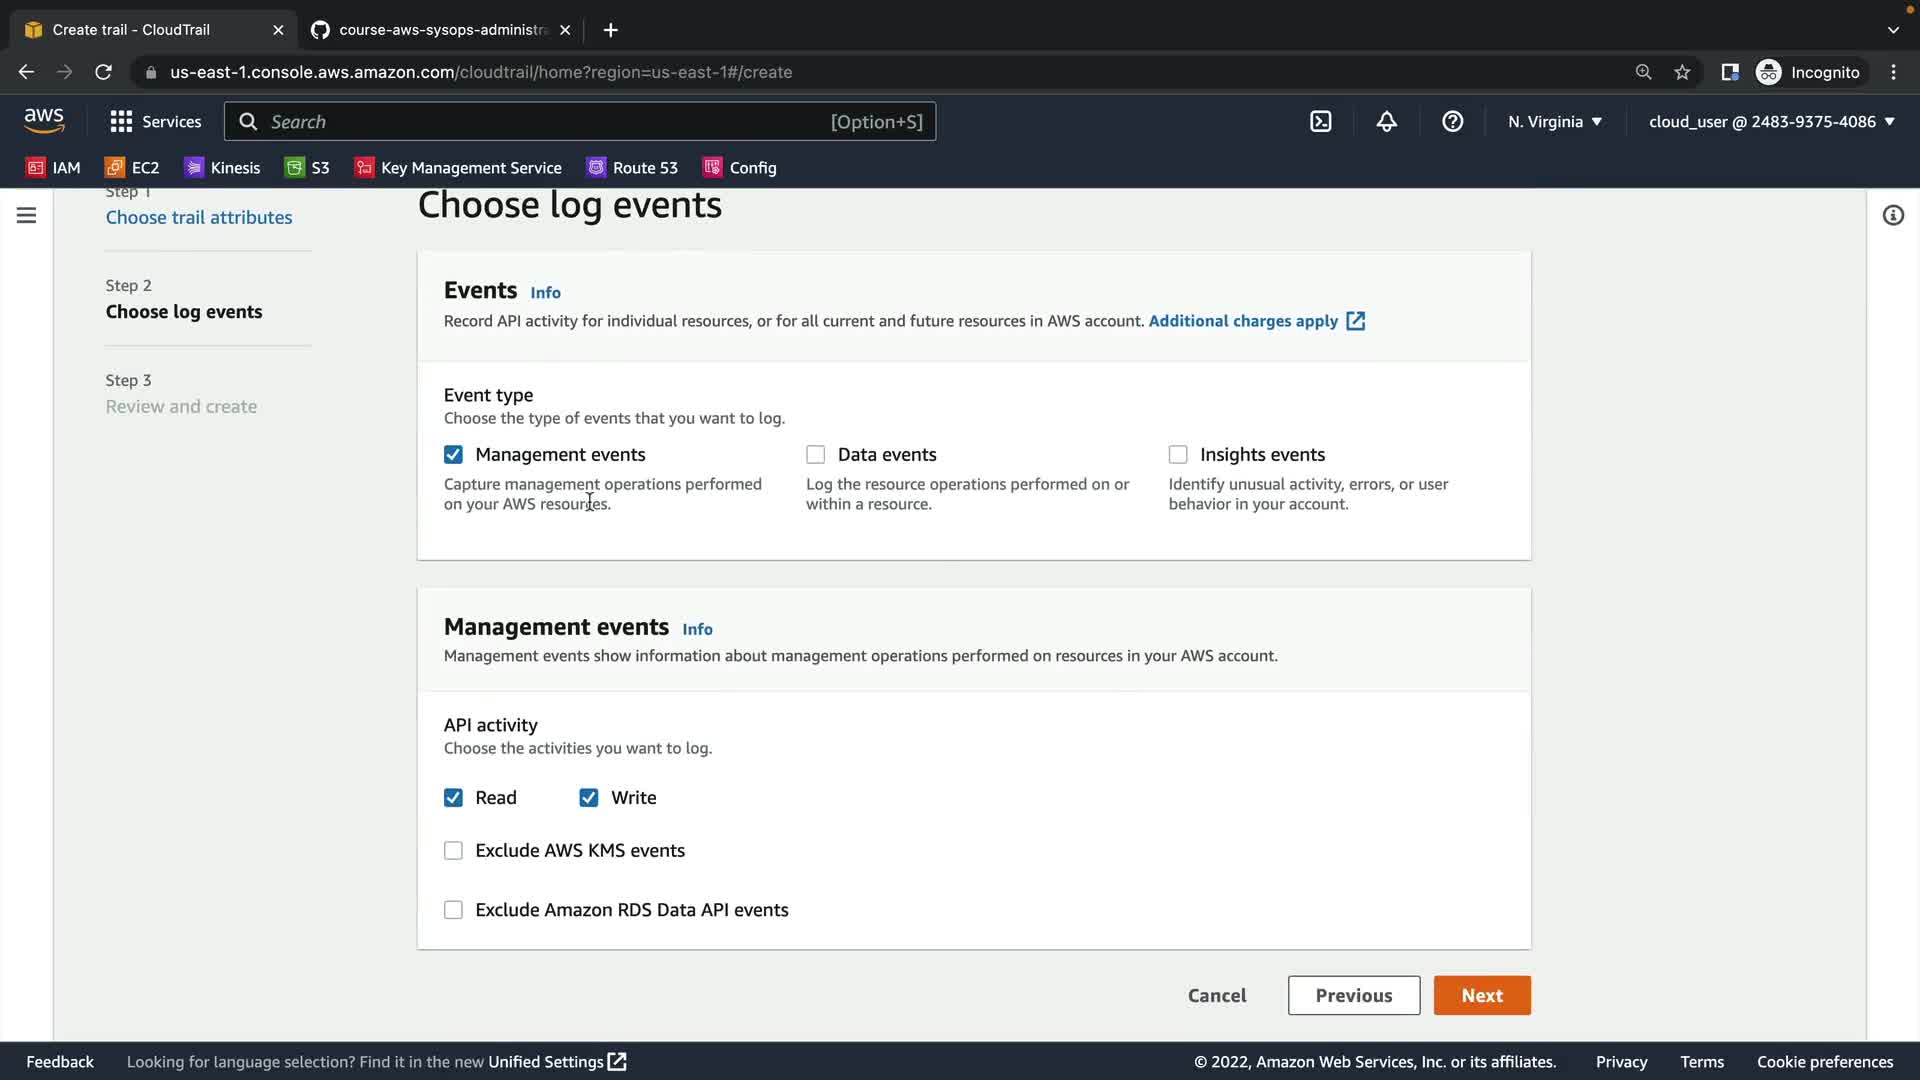 Create trail - CloudTrail
course-aws-sysops-administra
us-east-1.console.aws.amazon.com/cloudtrail/home?region=us-east-1#/create
Incognito
aws
Services
Search
[Option+S]
N. Virginia
cloud_user @ 2483-9375-4086
IAM
EC2
Kinesis
S3
Key Management Service
Route 53
Config
Step 1
Choose trail attributes
Step 2
Choose log events
Step 3
Review and create
Choose log events
Events Info
Record API activity for individual resources, or for all current and future resources in AWS account. Additional charges apply
Event type
Choose the type of events that you want to log.
Management events
Capture management operations performed
on your AWS resources.
Data events
Log the resource operations performed on or
within a resource.
Insights events
Identify unusual activity, errors, or user
behavior in your account.
Management events Info
Management events show information about management operations performed on resources in your AWS account.
API activity
Choose the activities you want to log.
Read
Write
Exclude AWS KMS events
Exclude Amazon RDS Data API events
Cancel
Previous
Next
Feedback
Looking for language selection? Find it in the new Unified Settings
© 2022, Amazon Web Services, Inc. or its affiliates.
Privacy
Terms
Cookie preferences